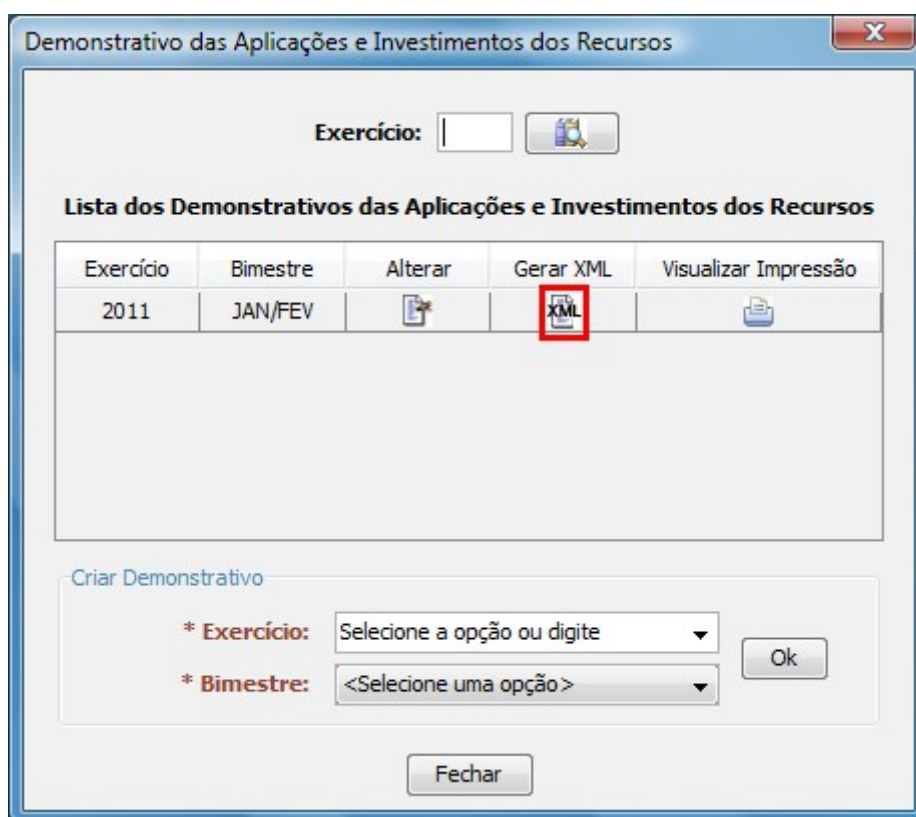 Demonstrativo das Aplicações e Investimentos dos Recursos
Exercício:
Lista dos Demonstrativos das Aplicações e Investimentos dos Recursos
Exercício Bimestre Alterar Gerar XML Visualizar Impressão
2011 JAN/FEV XML
Criar Demonstrativo
* Exercício: Selecione a opção ou digite
Ok
* Bimestre: <Selecione uma opção>
Fechar